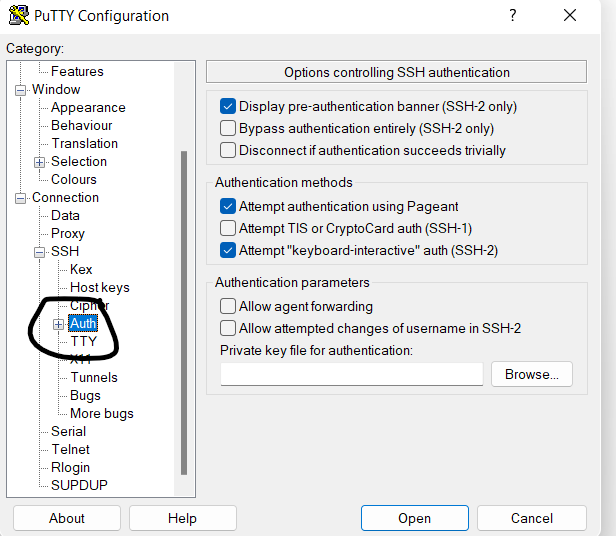 PuTTY Configuration
?
Category:
Features
Window
Appearance
Behaviour
Translation
Selection
Colours
Connection
Data
Proxy
SSH
Kex
Host keys
Cipher
Auth
TTY
X11
Tunnels
Bugs
More bugs
Serial
Telnet
Rlogin
SUPDUP
Options controlling SSH authentication
Display pre-authentication banner (SSH-2 only)
Bypass authentication entirely (SSH-2 only)
Disconnect if authentication succeeds trivially
Authentication methods
Attempt authentication using Pageant
Attempt TIS or CryptoCard auth (SSH-1)
Attempt "keyboard-interactive" auth (SSH-2)
Authentication parameters
Allow agent forwarding
Allow attempted changes of username in SSH-2
Private key file for authentication:
Browse...
About
Help
Open
Cancel